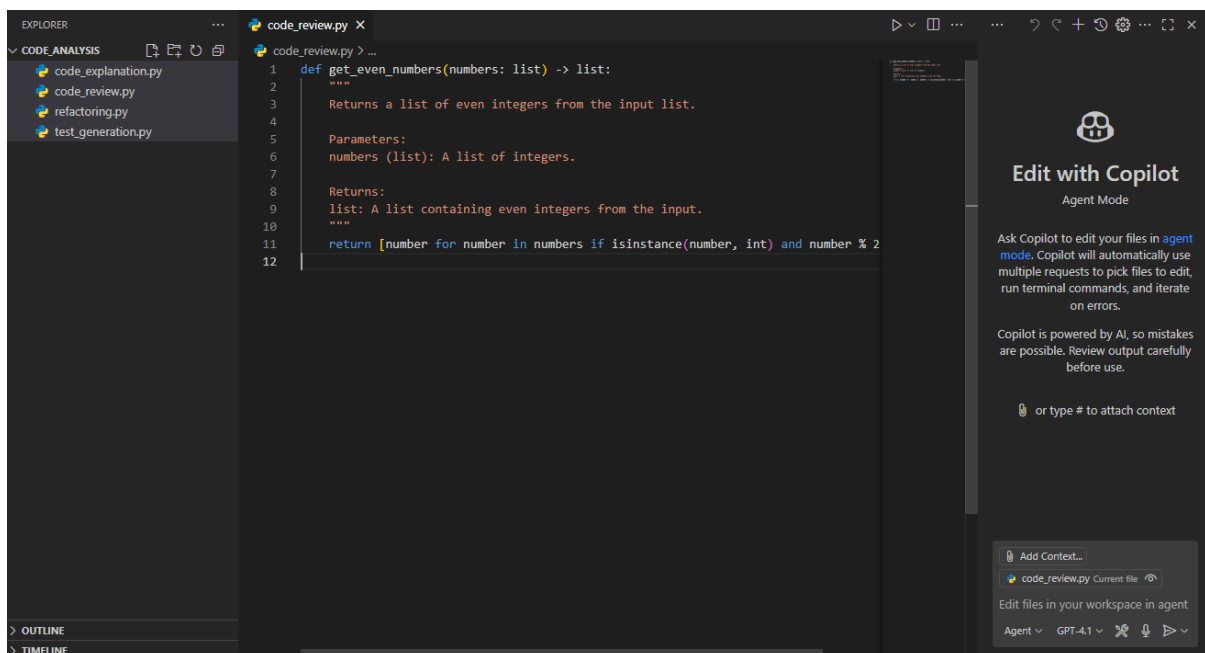 EXPLORER
CODE_ANALYSIS
code_explanation.py
code_review.py
refactoring.py
test_generation.py
OUTLINE
TIMELINE
code_review.py
code_review.py > ...
1 def get_even_numbers(numbers: list) -> list:
2 """
3 Returns a list of even integers from the input list.
4
5 Parameters:
6 numbers (list): A list of integers.
7
8 Returns:
9 list: A list containing even integers from the input.
10 """
11 return [number for number in numbers if isinstance(number, int) and number % 2
12
Edit with Copilot
Agent Mode
Ask Copilot to edit your files in agent
mode. Copilot will automatically use
multiple requests to pick files to edit,
run terminal commands, and iterate
on errors.
Copilot is powered by AI, so mistakes
are possible. Review output carefully
before use.
or type # to attach context
Add Context...
code_review.py Current file
Edit files in your workspace in agent
Agent GPT-4.1